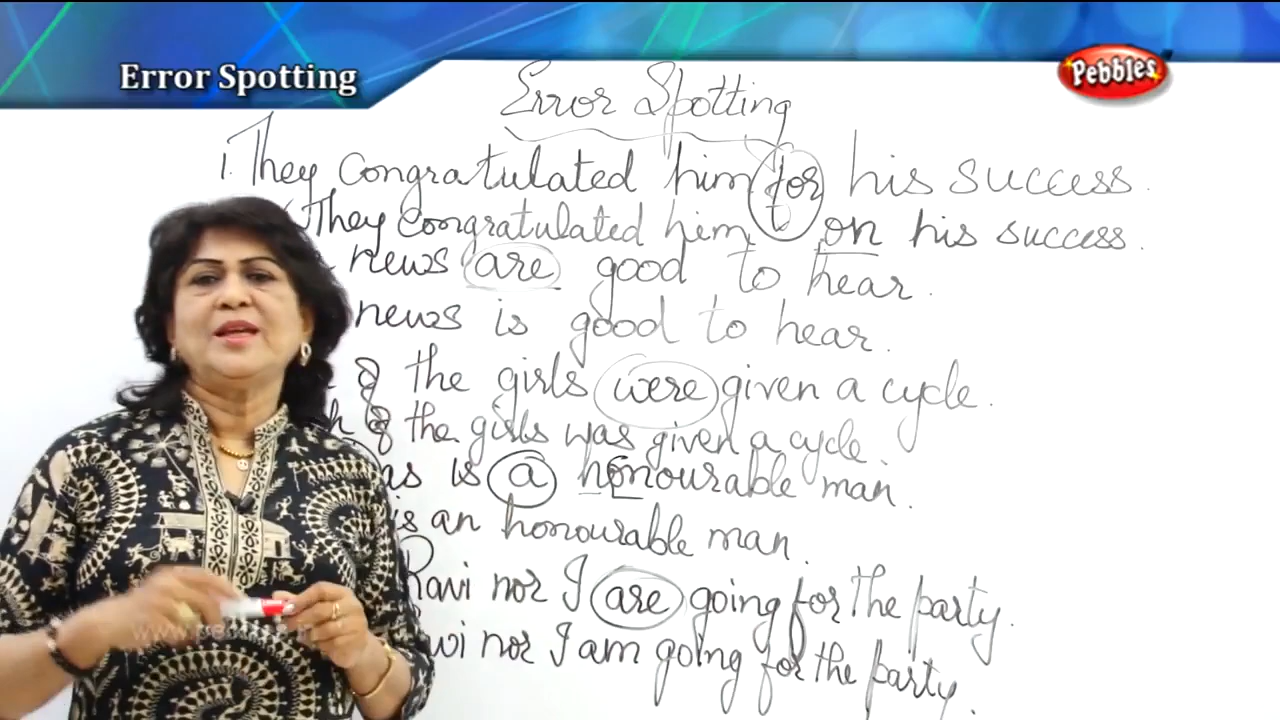 Error Spotting
Pebbles
Error Spotting
1. They congratulated him for his success.
They congratulated him on his success.
news are good to hear.
news is good to hear.
of the girls were given a cycle.
of the girls was given a cycle.
is a honourable man.
is an honourable man.
Ravi nor I are going for the party.
nor I am going for the party.